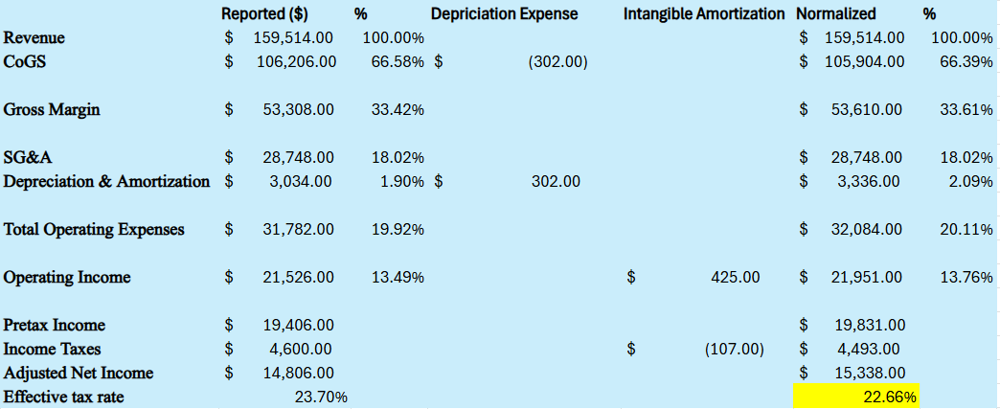 Reported ($) % Depriciation Expense Intangible Amortization Normalized %
Revenue $ 159,514.00 100.00% $ 159,514.00 100.00%
CoGS $ 106,206.00 66.58% $ (302.00) $ 105,904.00 66.39%
Gross Margin $ 53,308.00 33.42% $ 53,610.00 33.61%
SG&A $ 28,748.00 18.02% $ 28,748.00 18.02%
Depreciation & Amortization $ 3,034.00 1.90% $ 302.00 $ 3,336.00 2.09%
Total Operating Expenses $ 31,782.00 19.92% $ 32,084.00 20.11%
Operating Income $ 21,526.00 13.49% $ 425.00 $ 21,951.00 13.76%
Pretax Income $ 19,406.00 $ 19,831.00
Income Taxes $ 4,600.00 $ (107.00) $ 4,493.00
Adjusted Net Income $ 14,806.00 $ 15,338.00
Effective tax rate 23.70% 22.66%